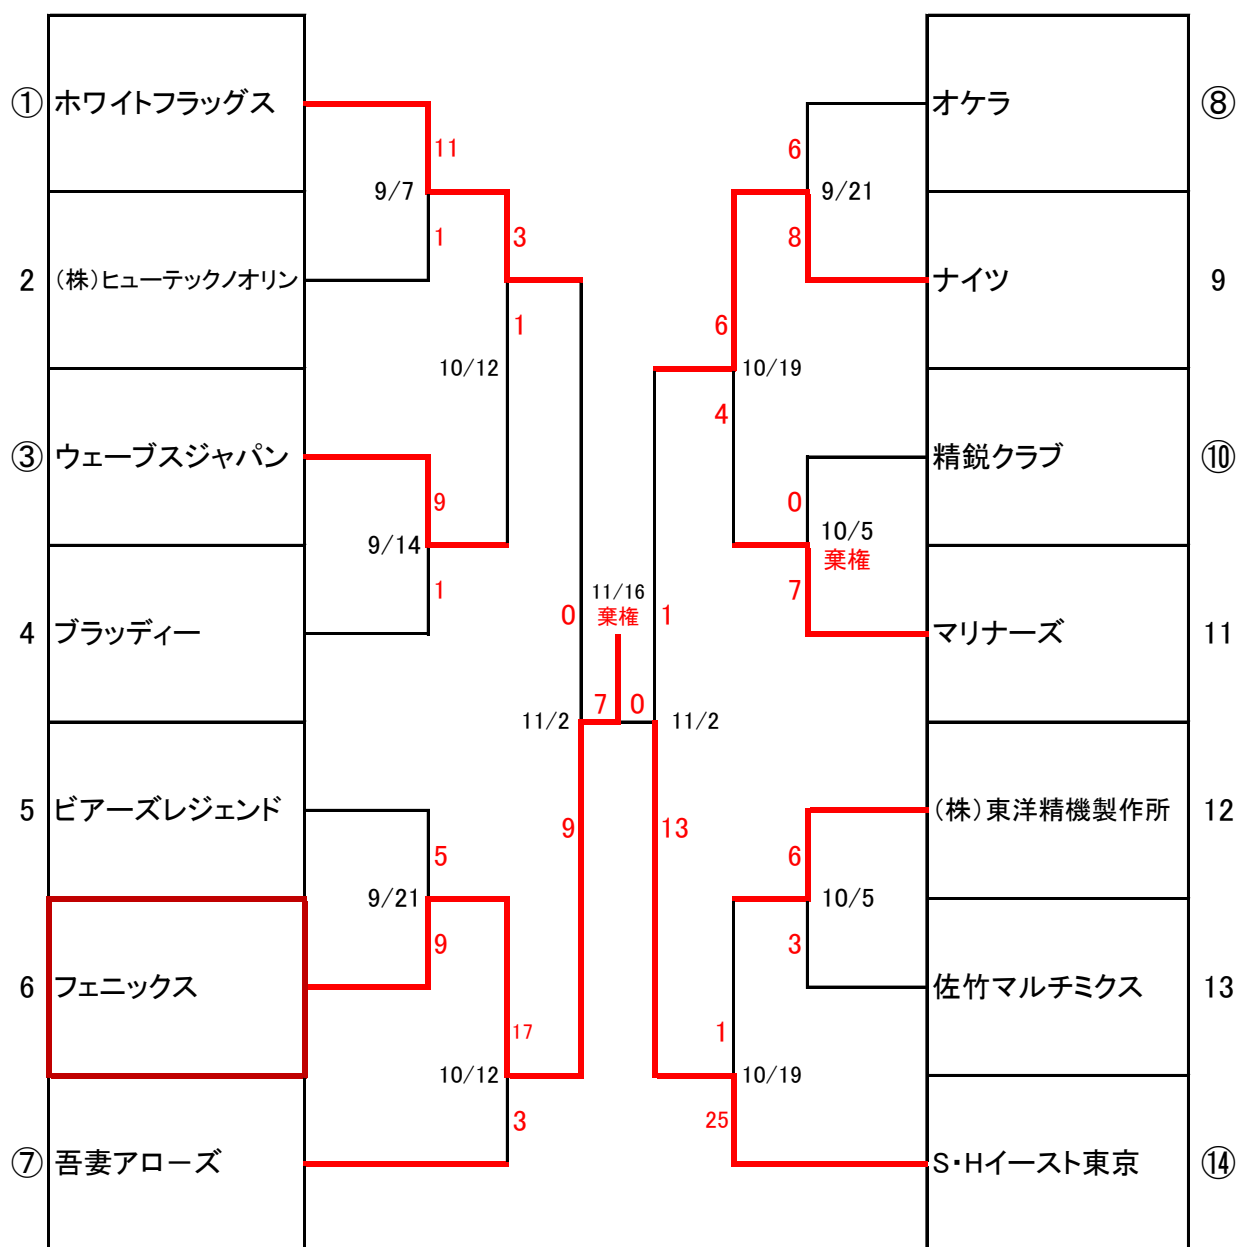 ① ホワイトフラッグス
11
9/7
1
2 (株)ヒューテックノオリン
3
1
10/12
③ ウェーブスジャパン
9
9/14
1
4 ブラッディー
0
11/2
9
5 ビアーズレジェンド
5
9/21
9
6 フェニックス
17
10/12
3
⑦ 吾妻アローズ
11/16
棄権
7 0
オケラ ⑧
6
9/21
8
ナイツ 9
6
10/19
4
精鋭クラブ ⑩
0
10/5
棄権
7
マリナーズ 11
1
11/2
13
(株)東洋精機製作所 12
6
10/5
3
佐竹マルチミクス 13
1
10/19
25
S・Hイースト東京 ⑭